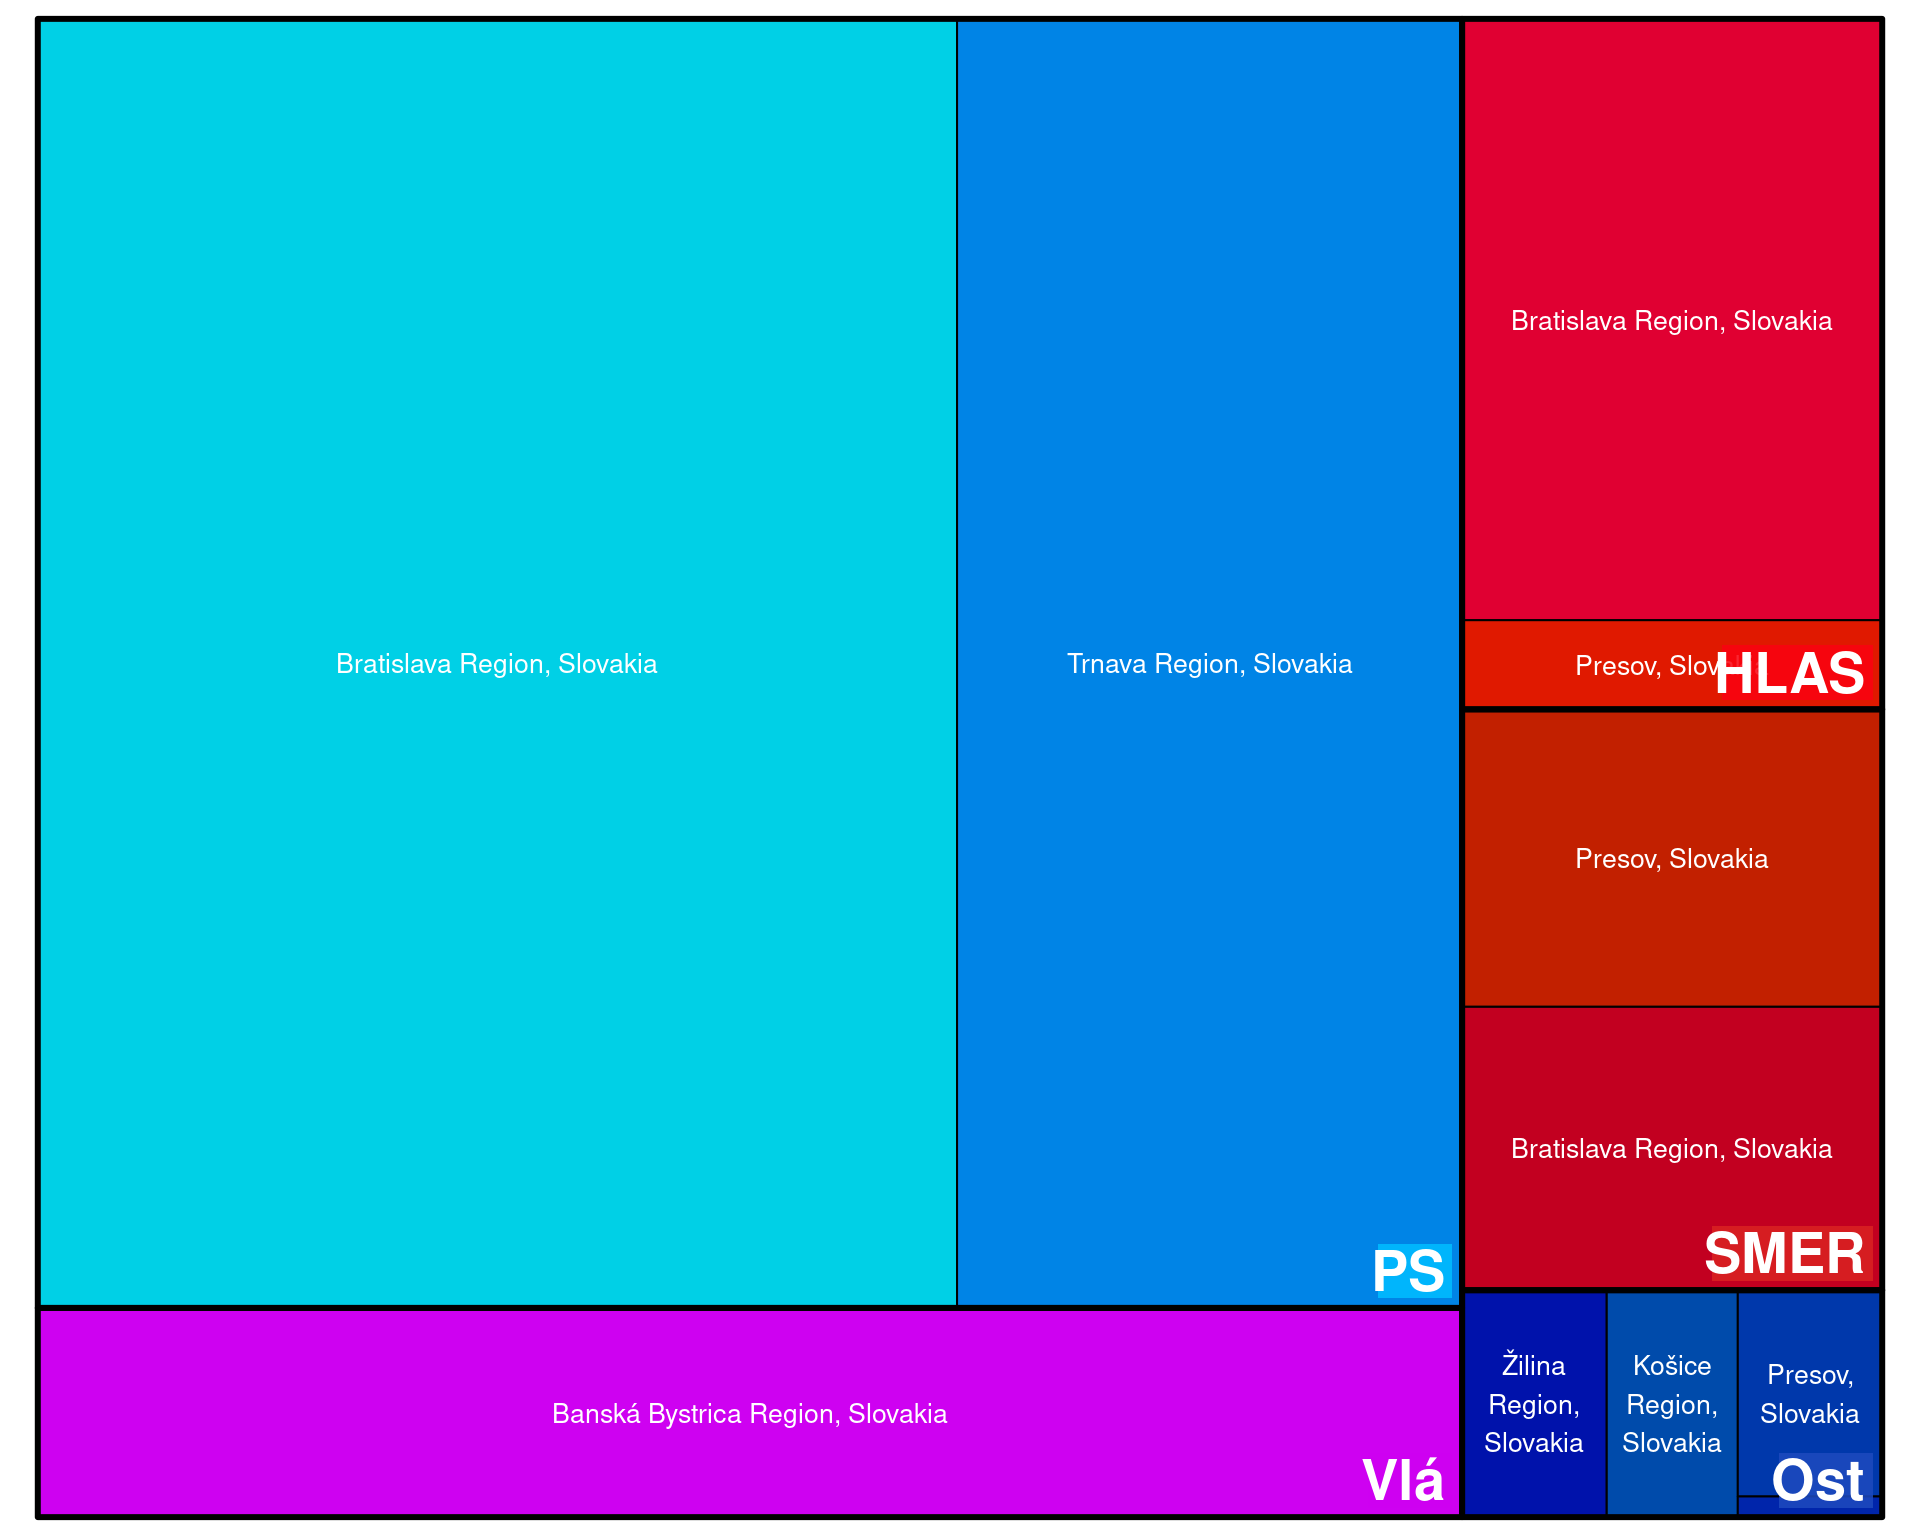 Bratislava Region, Slovakia
Trnava Region, Slovakia
PS
Banská Bystrica Region, Slovakia
Vlá
Bratislava Region, Slovakia
Presov, Slov
HLAS
Presov, Slovakia
Bratislava Region, Slovakia
SMER
Žilina
Region,
Slovakia
Košice
Region,
Slovakia
Presov,
Slovakia
Ost